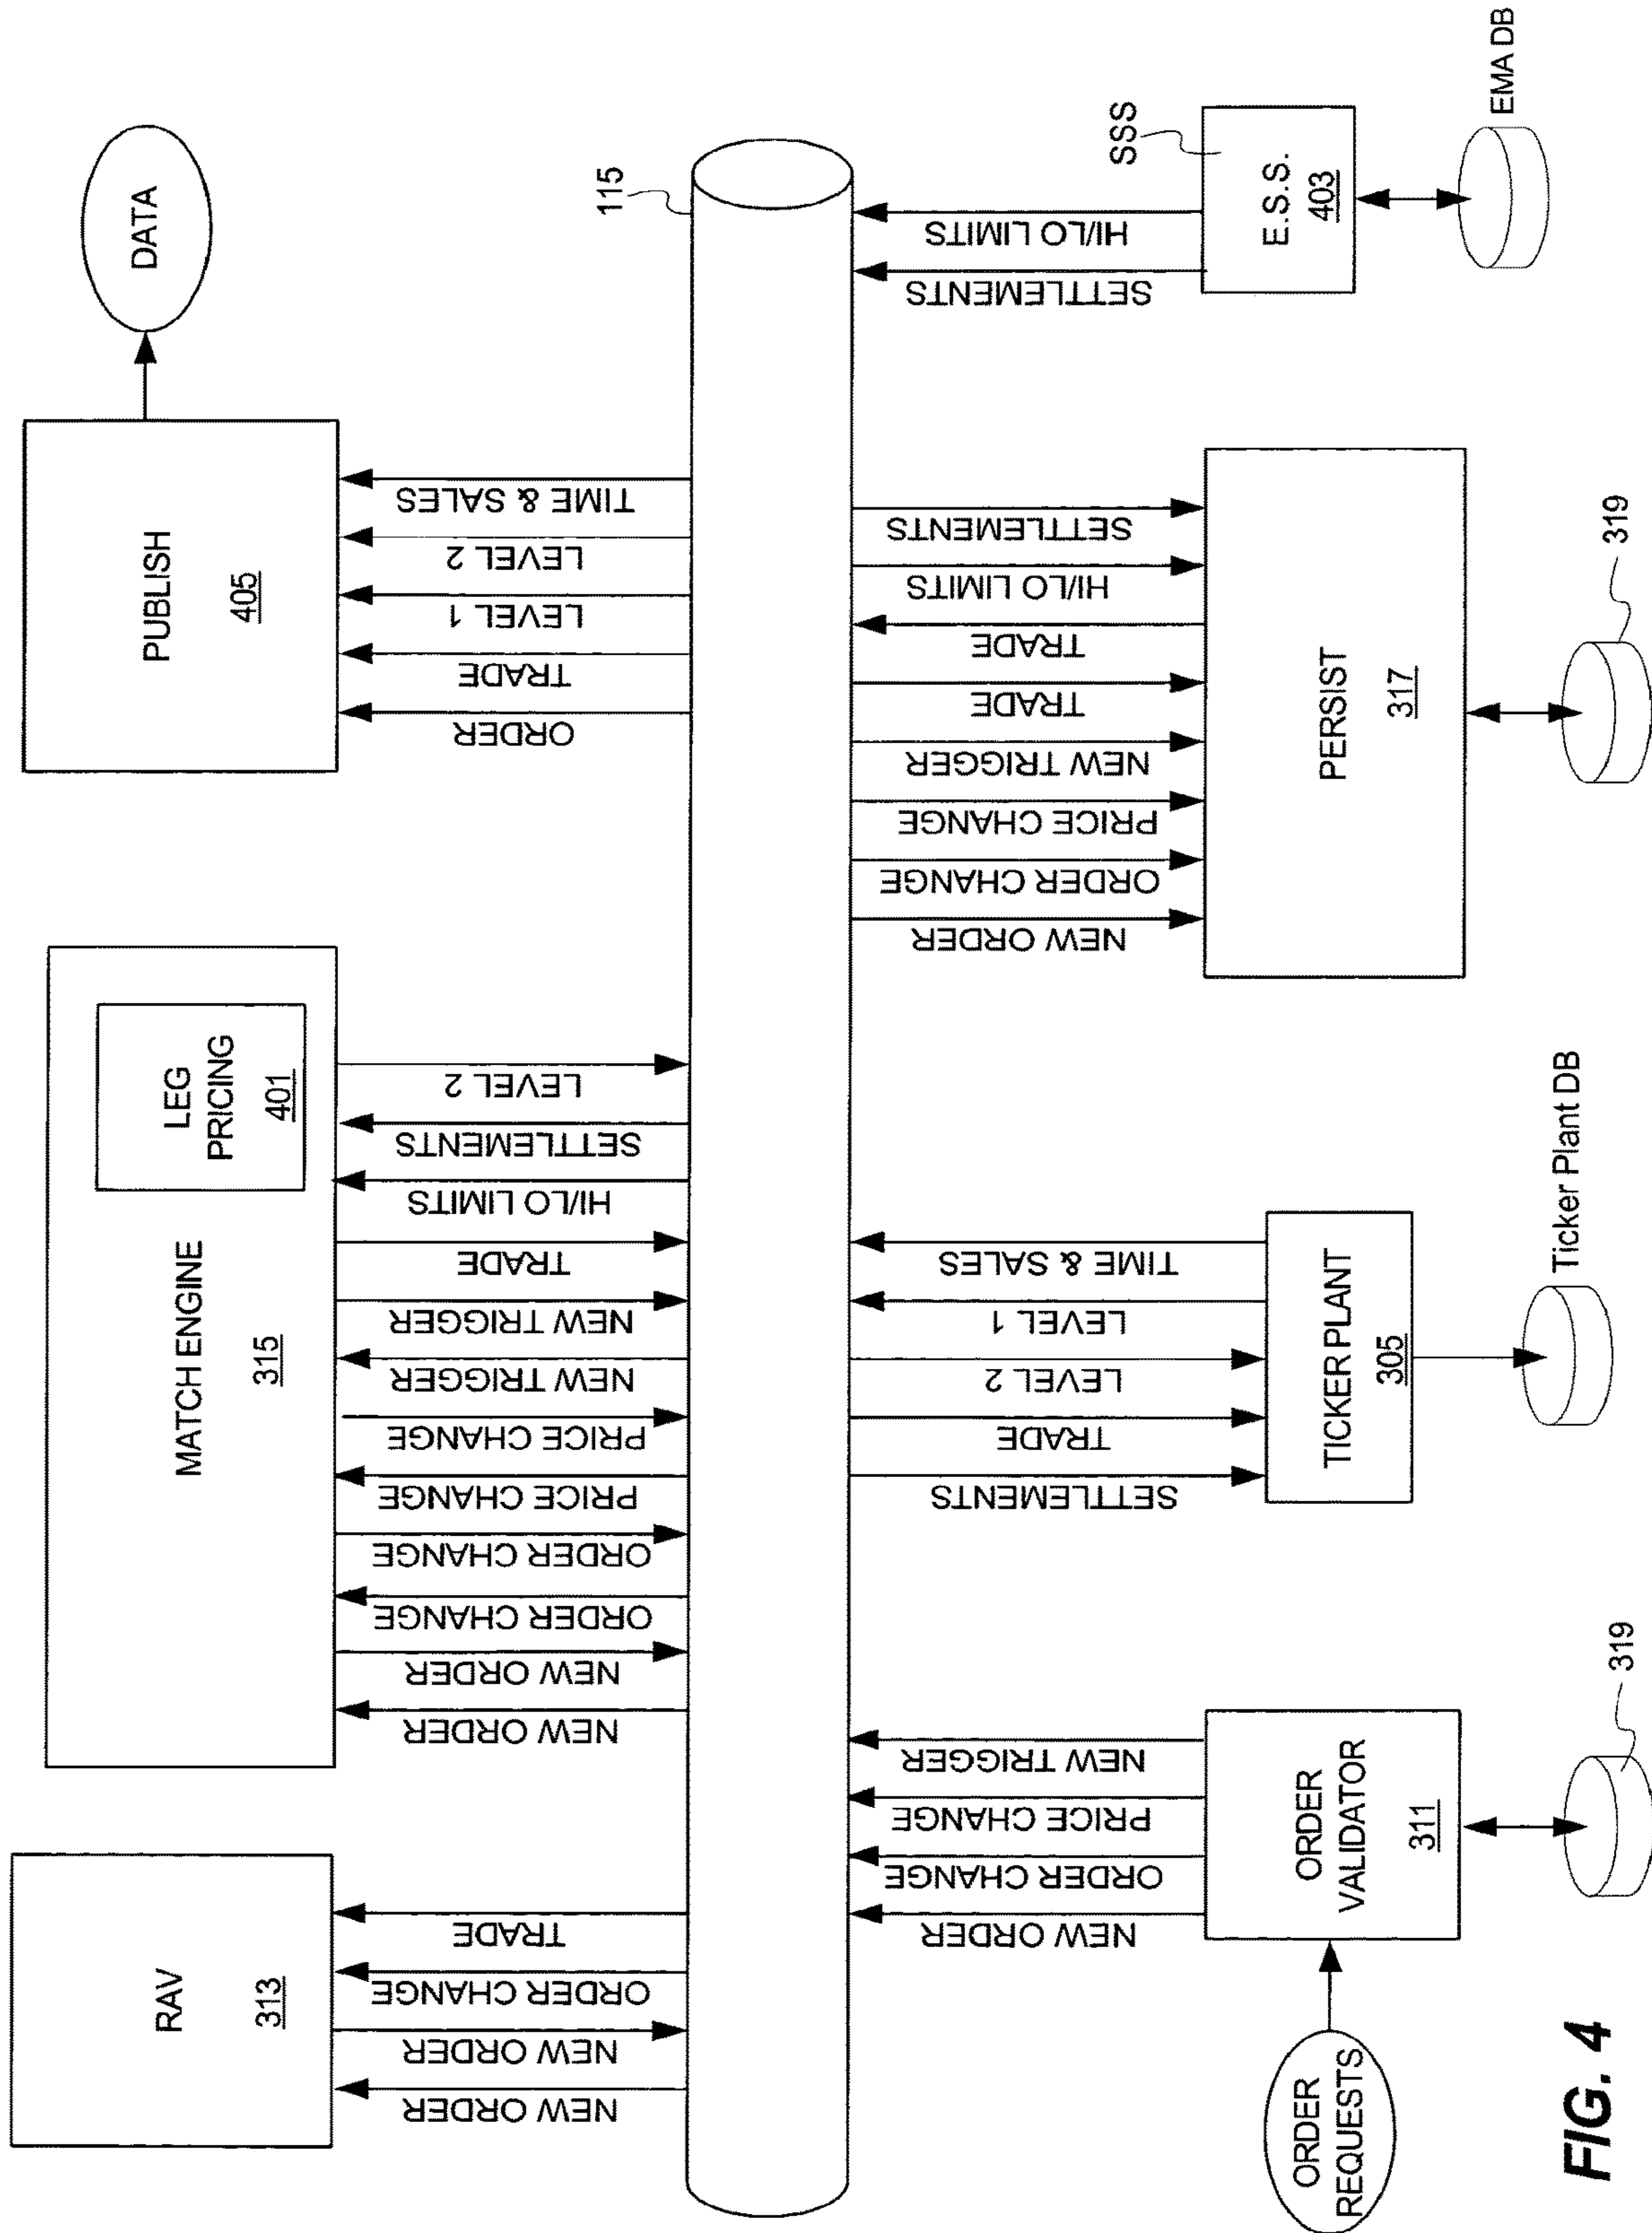 RAV
313
MATCH ENGINE
315
LEG
PRICING
401
PUBLISH
405
DATA
NEW ORDER
NEW ORDER
ORDER CHANGE
TRADE
NEW ORDER
NEW ORDER
ORDER CHANGE
ORDER CHANGE
PRICE CHANGE
PRICE CHANGE
NEW TRIGGER
NEW TRIGGER
TRADE
HI/LO LIMITS
SETTLEMENTS
LEVEL 2
ORDER
TRADE
LEVEL 1
LEVEL 2
TIME & SALES
115
NEW ORDER
ORDER CHANGE
PRICE CHANGE
NEW TRIGGER
SETTLEMENTS
TRADE
LEVEL 2
LEVEL 1
TIME & SALES
NEW ORDER
ORDER CHANGE
PRICE CHANGE
NEW TRIGGER
TRADE
TRADE
HI/LO LIMITS
SETTLEMENTS
SETTLEMENTS
HI/LO LIMITS
SSS
ORDER
REQUESTS
ORDER
VALIDATOR
311
319
TICKER PLANT
305
Ticker Plant DB
PERSIST
317
319
E.S.S.
403
EMA DB
FIG. 4